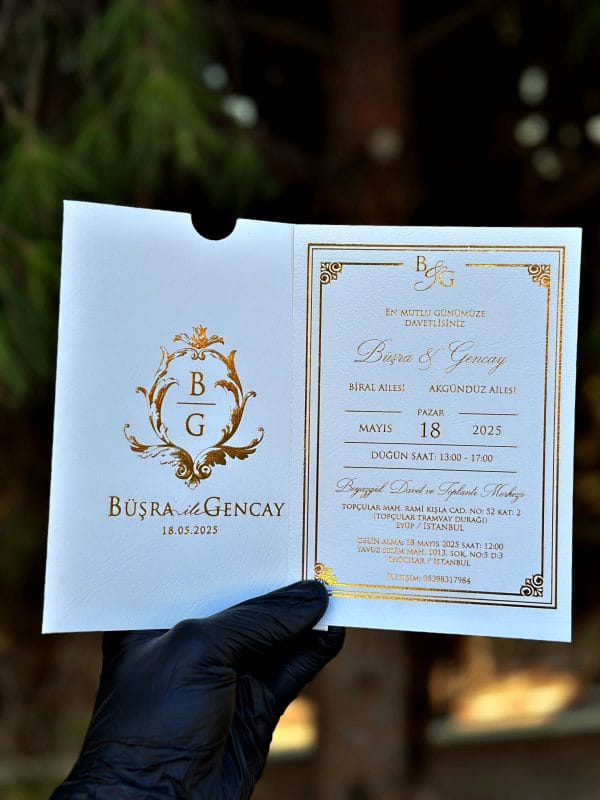 B
G
BÜŞRA ile GENCAY
18.05.2025
B&G
EN MUTLU GÜNÜMÜZE
DAVETLİSİNİZ
Büşra & Gencay
BİRAL AİLESİ AKGÜNDÜZ AİLESİ
PAZAR
MAYIS 18 2025
DÜĞÜN SAAT: 13:00 - 17:00
Beyazgül Davet ve Toplantı Merkezi
TOPÇULAR MAH. RAMİ KIŞLA CAD. NO: 52 KAT: 2
(TOPÇULAR TRAMVAY DURAĞI)
EYÜP / İSTANBUL
GELİN ALMA: 18 MAYIS 2025 SAAT: 12:00
YAVUZ SELİM MAH. 1013. SOK. NO:5 D:3
/ İSTANBUL
İLETİŞİM: 05398317984